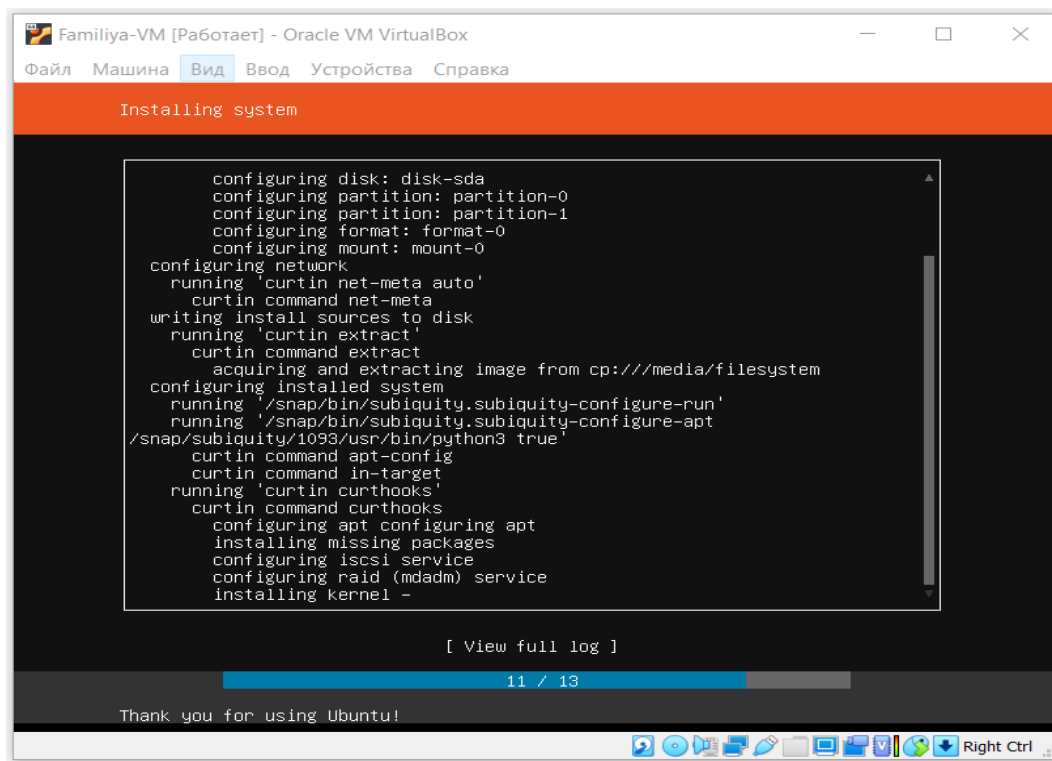 Familiya-VM [Работает] - Oracle VM VirtualBox
Файл Машина Вид Ввод Устройства Справка
Installing system
configuring disk: disk-sda
configuring partition: partition-0
configuring partition: partition-1
configuring format: format-0
configuring mount: mount-0
configuring network
running 'curtin net-meta auto'
curtin command net-meta
writing install sources to disk
running 'curtin extract'
curtin command extract
acquiring and extracting image from cp:///media/filesystem
configuring installed system
running '/snap/bin/subiquity.subiquity-configure-run'
running '/snap/bin/subiquity.subiquity-configure-apt
/snap/subiquity/1093/usr/bin/python3 true'
curtin command apt-config
curtin command in-target
running 'curtin curthooks'
curtin command curthooks
configuring apt configuring apt
installing missing packages
configuring iscsi service
configuring raid (mdadm) service
installing kernel -
[ View full log ]
11 / 13
Thank you for using Ubuntu!
Right Ctrl